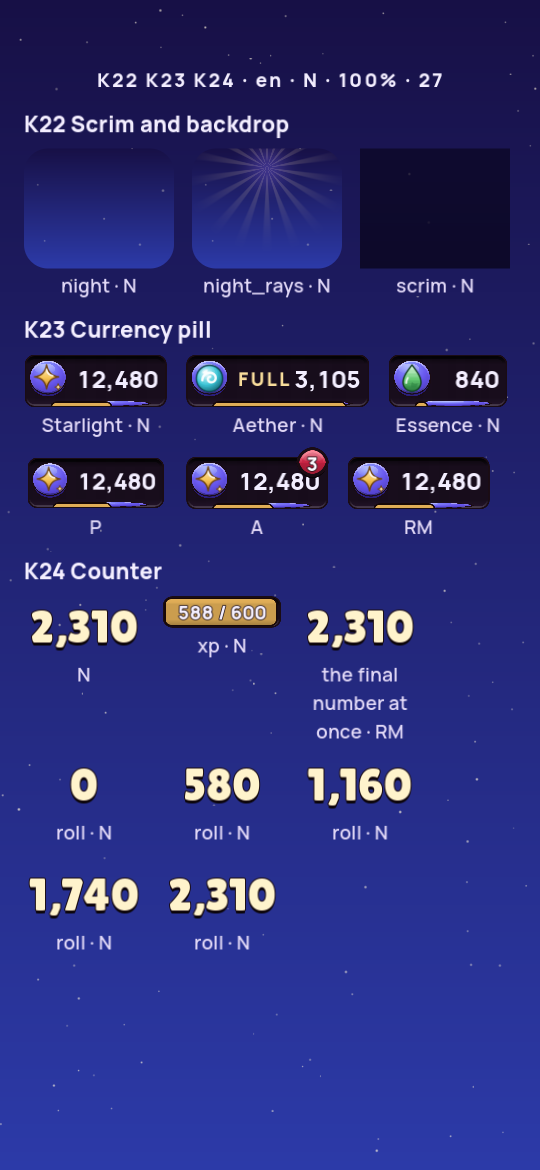 K22 K23 K24 · en · N · 100% · 27
K22 Scrim and backdrop
night · N
night_rays · N
scrim · N
K23 Currency pill
12,480
FULL 3,105
840
Starlight · N
Aether · N
Essence · N
12,480
12,480
3
12,480
P
A
RM
K24 Counter
2,310
588 / 600
2,310
N
xp · N
the final
number at
once · RM
0
580
1,160
roll · N
roll · N
roll · N
1,740
2,310
roll · N
roll · N